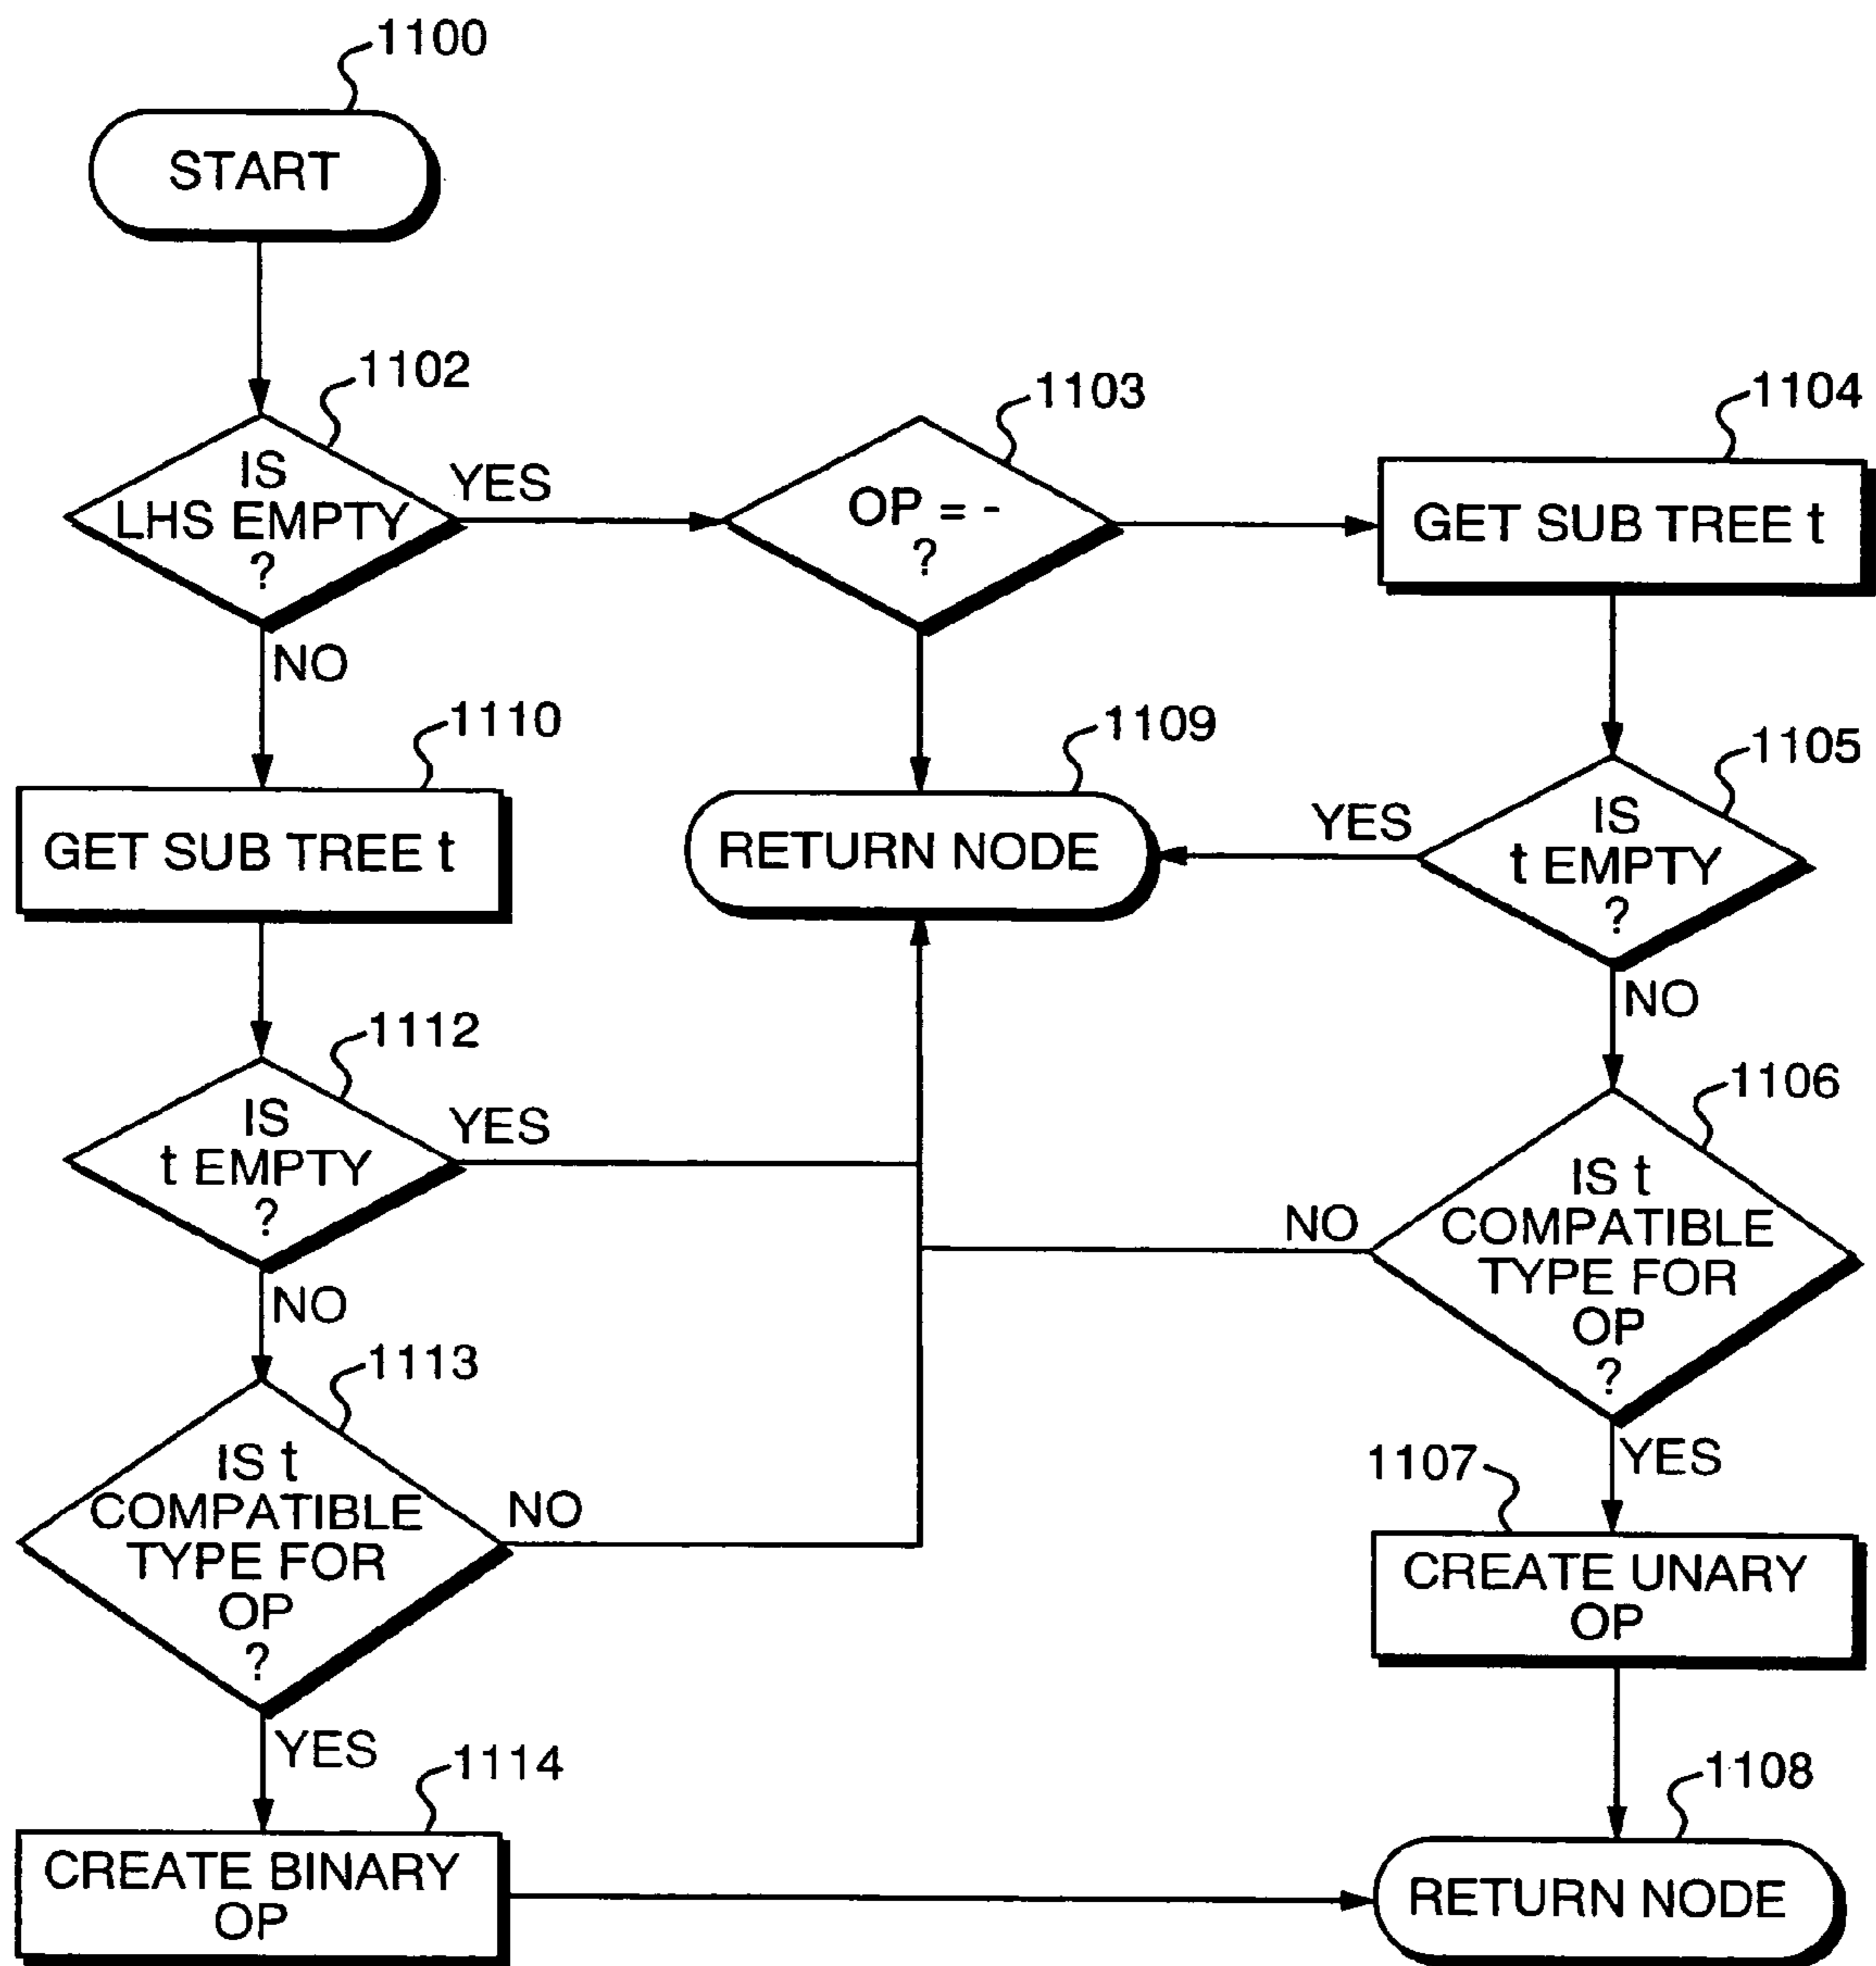 1100
START
1102
IS
LHS EMPTY
?
YES
NO
1103
OP = -
?
1104
GET SUB TREE t
1110
GET SUB TREE t
1109
RETURN NODE
1105
IS
t EMPTY
?
YES
NO
1112
IS
t EMPTY
?
YES
NO
1106
IS t
COMPATIBLE
TYPE FOR
OP
?
NO
YES
1113
IS t
COMPATIBLE
TYPE FOR
OP
?
NO
YES
1107
CREATE UNARY
OP
1114
CREATE BINARY
OP
1108
RETURN NODE